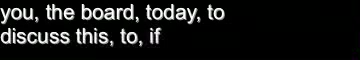 you, the board, today, to
discuss this, to, if